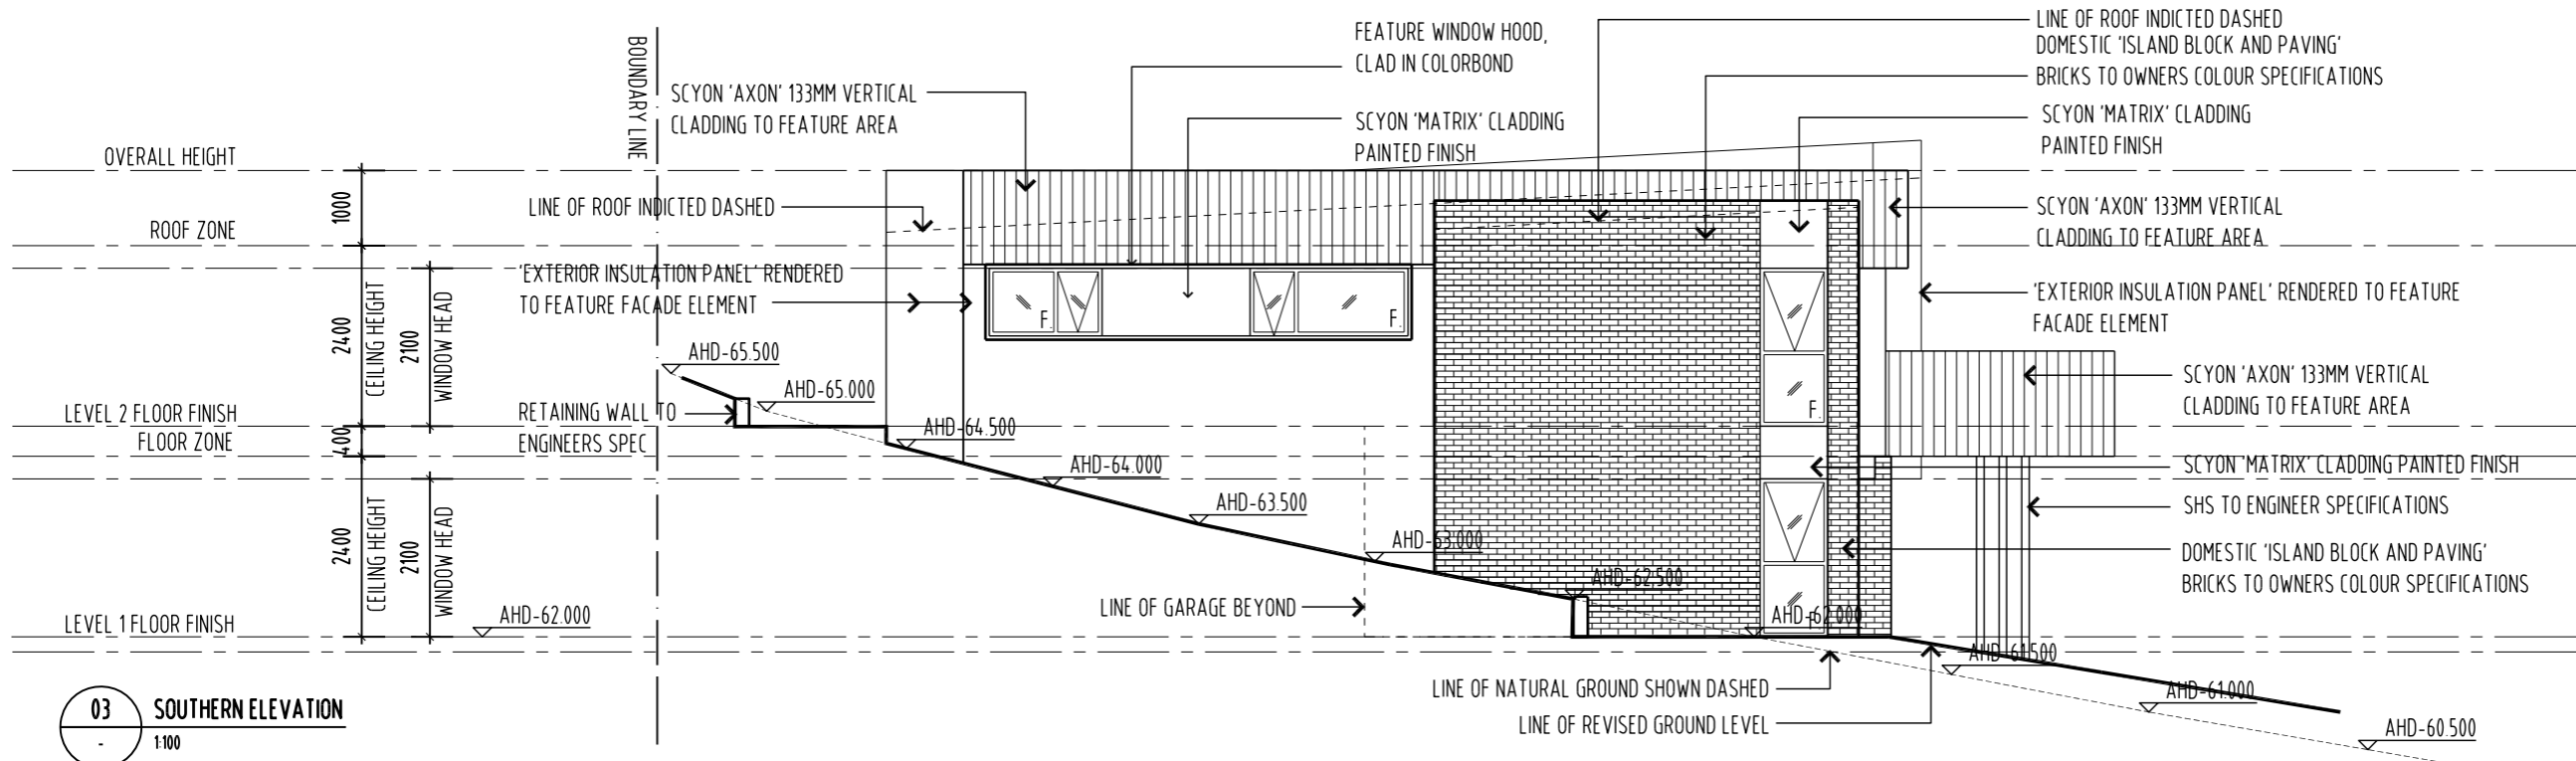 BOUNDARY LINE
FEATURE WINDOW HOOD,
CLAD IN COLORBOND
LINE OF ROOF INDICTED DASHED
DOMESTIC 'ISLAND BLOCK AND PAVING'
BRICKS TO OWNERS COLOUR SPECIFICATIONS
SCYON 'AXON' 133MM VERTICAL
CLADDING TO FEATURE AREA
SCYON 'MATRIX' CLADDING
PAINTED FINISH
SCYON 'MATRIX' CLADDING
PAINTED FINISH
OVERALL HEIGHT
1000
LINE OF ROOF INDICTED DASHED
SCYON 'AXON' 133MM VERTICAL
CLADDING TO FEATURE AREA
ROOF ZONE
'EXTERIOR INSULATION PANEL' RENDERED
TO FEATURE FACADE ELEMENT
'EXTERIOR INSULATION PANEL' RENDERED TO FEATURE
FACADE ELEMENT
2400
CEILING HEIGHT
2100
WINDOW HEAD
F.
F.
F.
AHD-65.500
AHD-65.000
SCYON 'AXON' 133MM VERTICAL
CLADDING TO FEATURE AREA
LEVEL 2 FLOOR FINISH
FLOOR ZONE
400
RETAINING WALL TO
ENGINEERS SPEC
AHD-64.500
AHD-64.000
SCYON 'MATRIX' CLADDING PAINTED FINISH
AHD-63.500
SHS TO ENGINEER SPECIFICATIONS
2400
CEILING HEIGHT
2100
WINDOW HEAD
AHD-63.000
DOMESTIC 'ISLAND BLOCK AND PAVING'
BRICKS TO OWNERS COLOUR SPECIFICATIONS
AHD-62.500
LINE OF GARAGE BEYOND
LEVEL 1 FLOOR FINISH
AHD-62.000
AHD-62.000
F.
AHD-61.500
LINE OF NATURAL GROUND SHOWN DASHED
AHD-61.000
LINE OF REVISED GROUND LEVEL
AHD-60.500
03
SOUTHERN ELEVATION
-
1:100